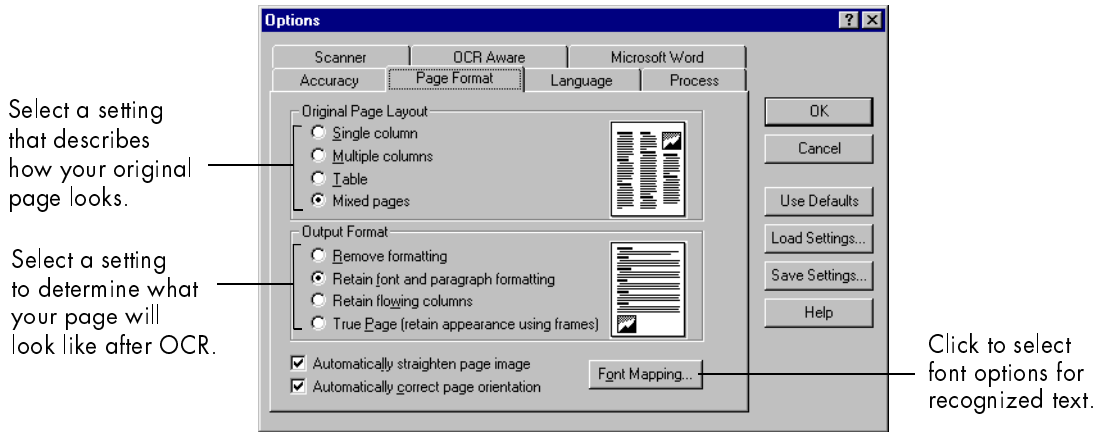 Options
Scanner
OCR Aware
Microsoft Word
Accuracy
Page Format
Language
Process
Select a setting
that describes
how your original
page looks.
Original Page Layout
Single column
Multiple columns
Table
Mixed pages
Select a setting
to determine what
your page will
look like after OCR.
Output Format
Remove formatting
Retain font and paragraph formatting
Retain flowing columns
True Page (retain appearance using frames)
Automatically straighten page image
Automatically correct page orientation
Font Mapping...
OK
Cancel
Use Defaults
Load Settings...
Save Settings...
Help
Click to select
font options for
recognized text.